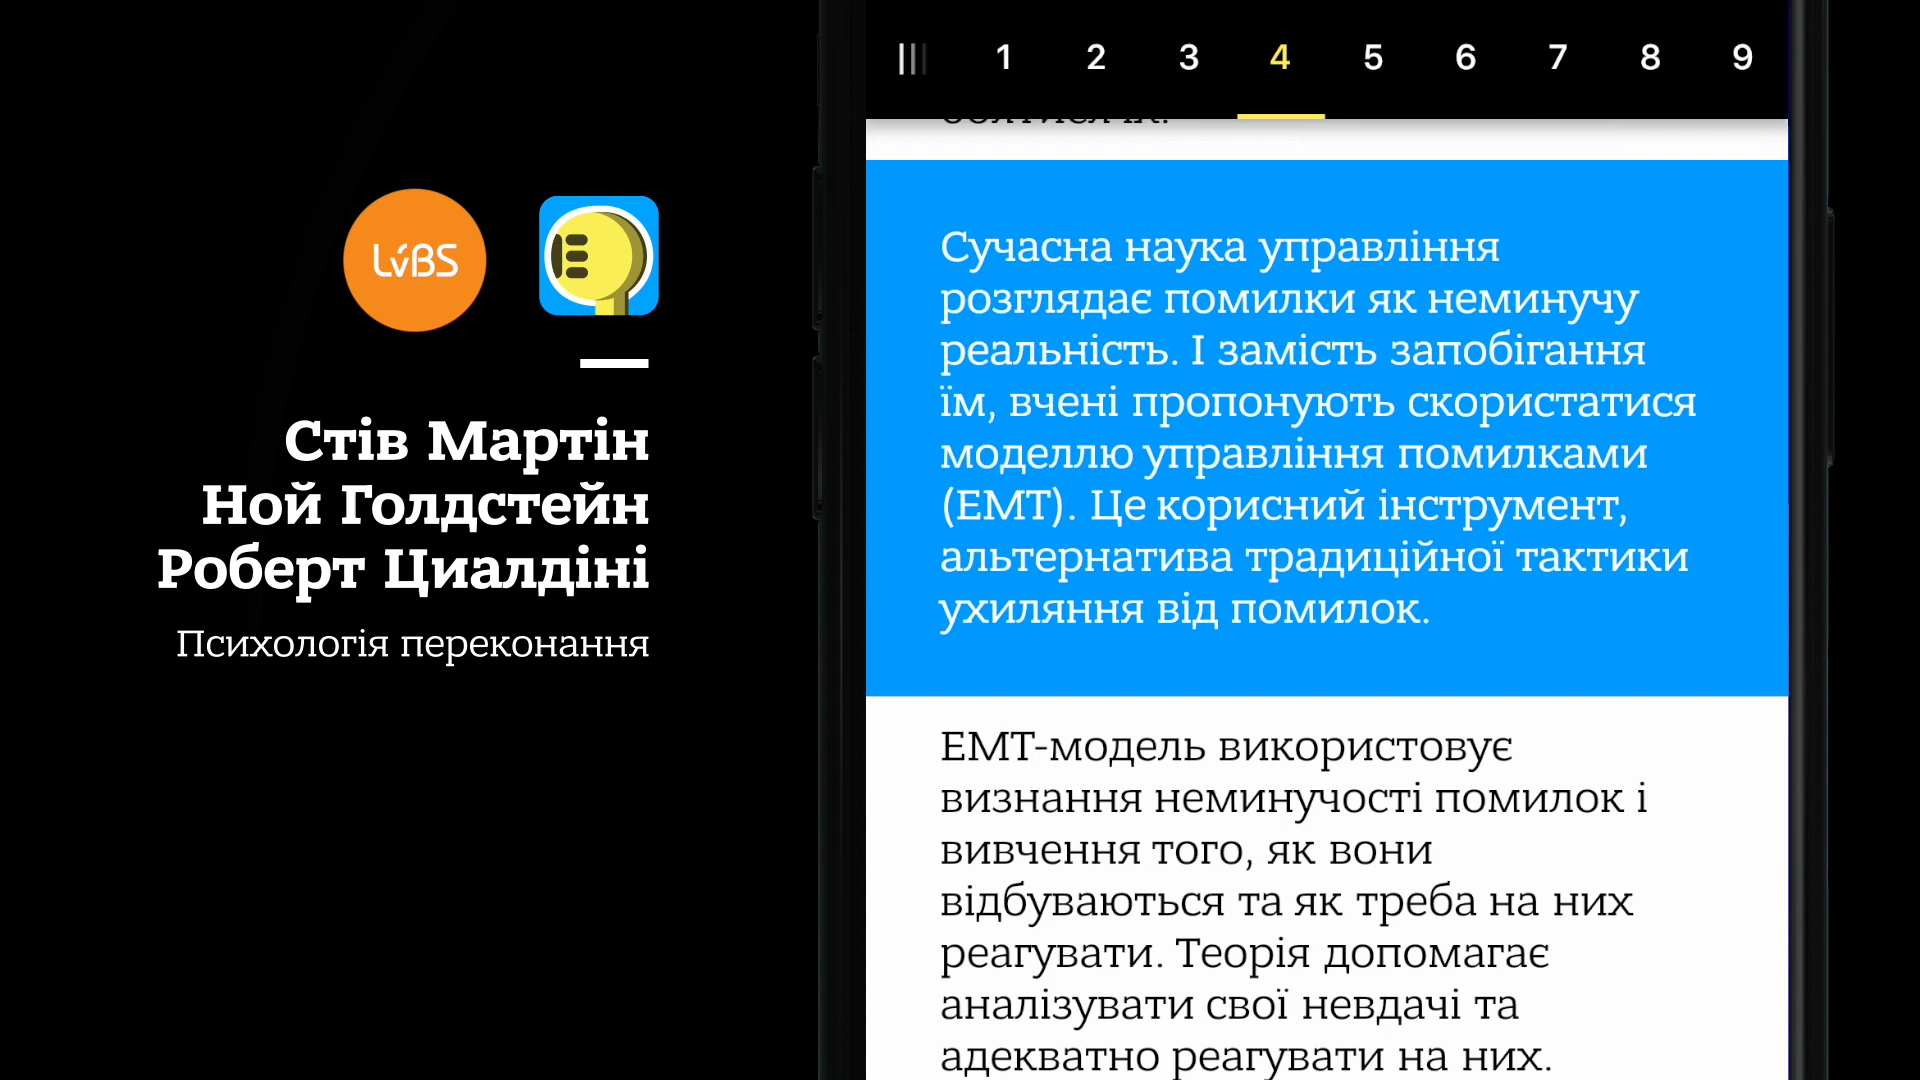 LvBS
Стів Мартін
Ной Голдстейн
Роберт Циалдіні
Психологія переконання
1 2 3 4 5 6 7 8 9
Сучасна наука управління
розглядає помилки як неминучу
реальність. І замість запобігання
їм, вчені пропонують скористатися
моделлю управління помилками
(ЕМТ). Це корисний інструмент,
альтернатива традиційної тактики
ухиляння від помилок.
ЕМТ-модель використовує
визнання неминучості помилок і
вивчення того, як вони
відбуваються та як треба на них
реагувати. Теорія допомагає
аналізувати свої невдачі та
адекватно реагувати на них.